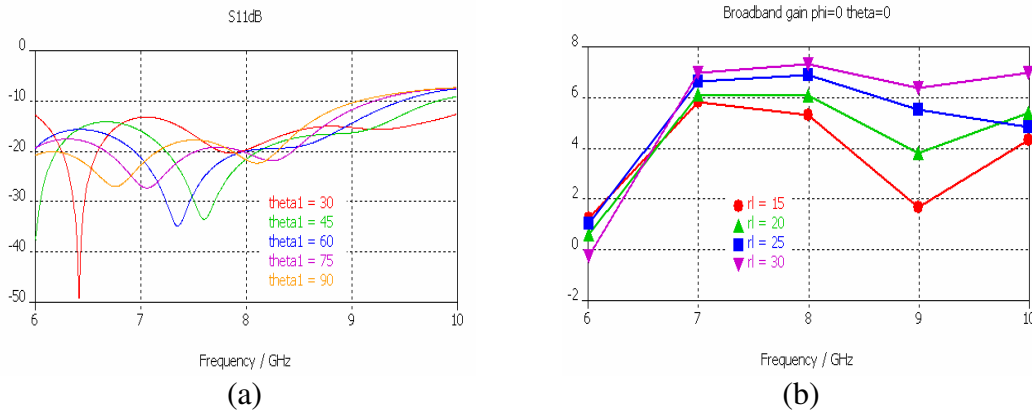 S11dB
0
-10
-20
-30
-40
-50
6
7
8
9
10
theta1 = 30
theta1 = 45
theta1 = 60
theta1 = 75
theta1 = 90
Frequency / GHz
(a)
Broadband gain phi=0 theta=0
8
6
4
2
0
-2
6
7
8
9
10
rl = 15
rl = 20
rl = 25
rl = 30
Frequency / GHz
(b)